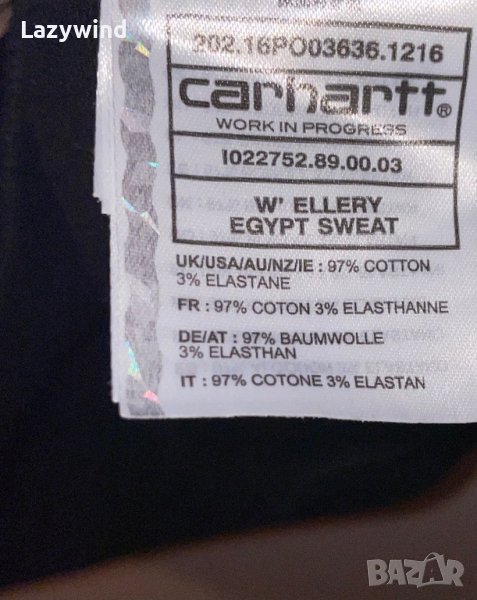 Lazywind
202.16PO03636.1216
carhartt®
WORK IN PROGRESS
I022752.89.00.03
W' ELLERY
EGYPT SWEAT
UK/USA/AU/NZ/IE : 97% COTTON
3% ELASTANE
FR : 97% COTON 3% ELASTHANNE
DE/AT : 97% BAUMWOLLE
3% ELASTHAN
IT : 97% COTONE 3% ELASTAN
BAZAR